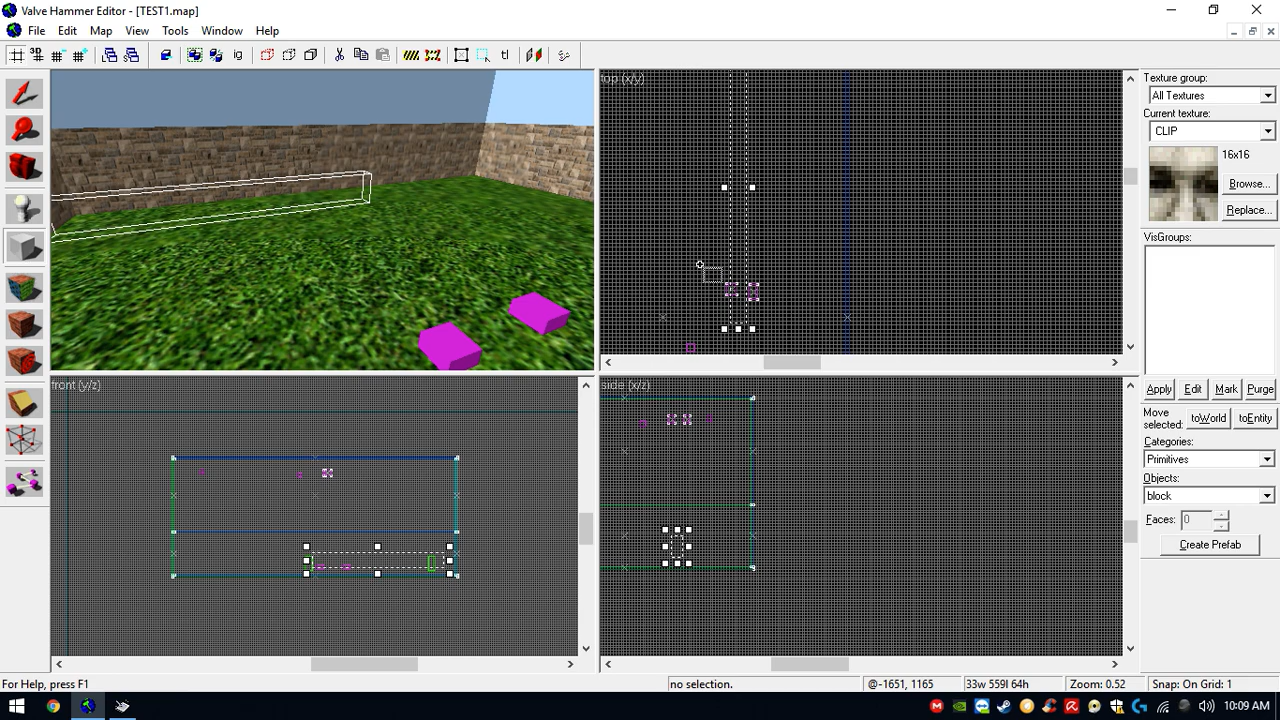 Valve Hammer Editor - [TEST1.map]
File Edit Map View Tools Window Help
3D ig tl
top (x/y)
front (y/z)
side (x/z)
Texture group:
All Textures
Current texture:
CLIP
16x16
Browse...
Replace...
VisGroups:
Apply Edit Mark Purge
Move selected: toWorld toEntity
Categories:
Primitives
Objects:
block
Faces: 0
Create Prefab
For Help, press F1
no selection.
@-1651, 1165
33w 559l 64h
Zoom: 0.52
Snap: On Grid: 1
10:09 AM